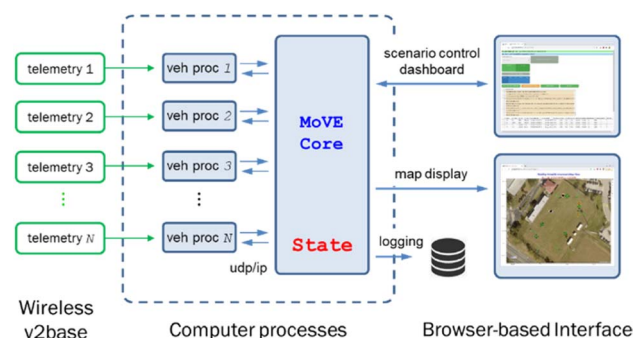 telemetry 1
veh proc 1
telemetry 2
veh proc 2
telemetry 3
veh proc 3
telemetry N
veh proc N
udp/ip
MoVE
Core
State
scenario control
dashboard
map display
logging
Wireless
v2base
Computer processes
Browser-based Interface